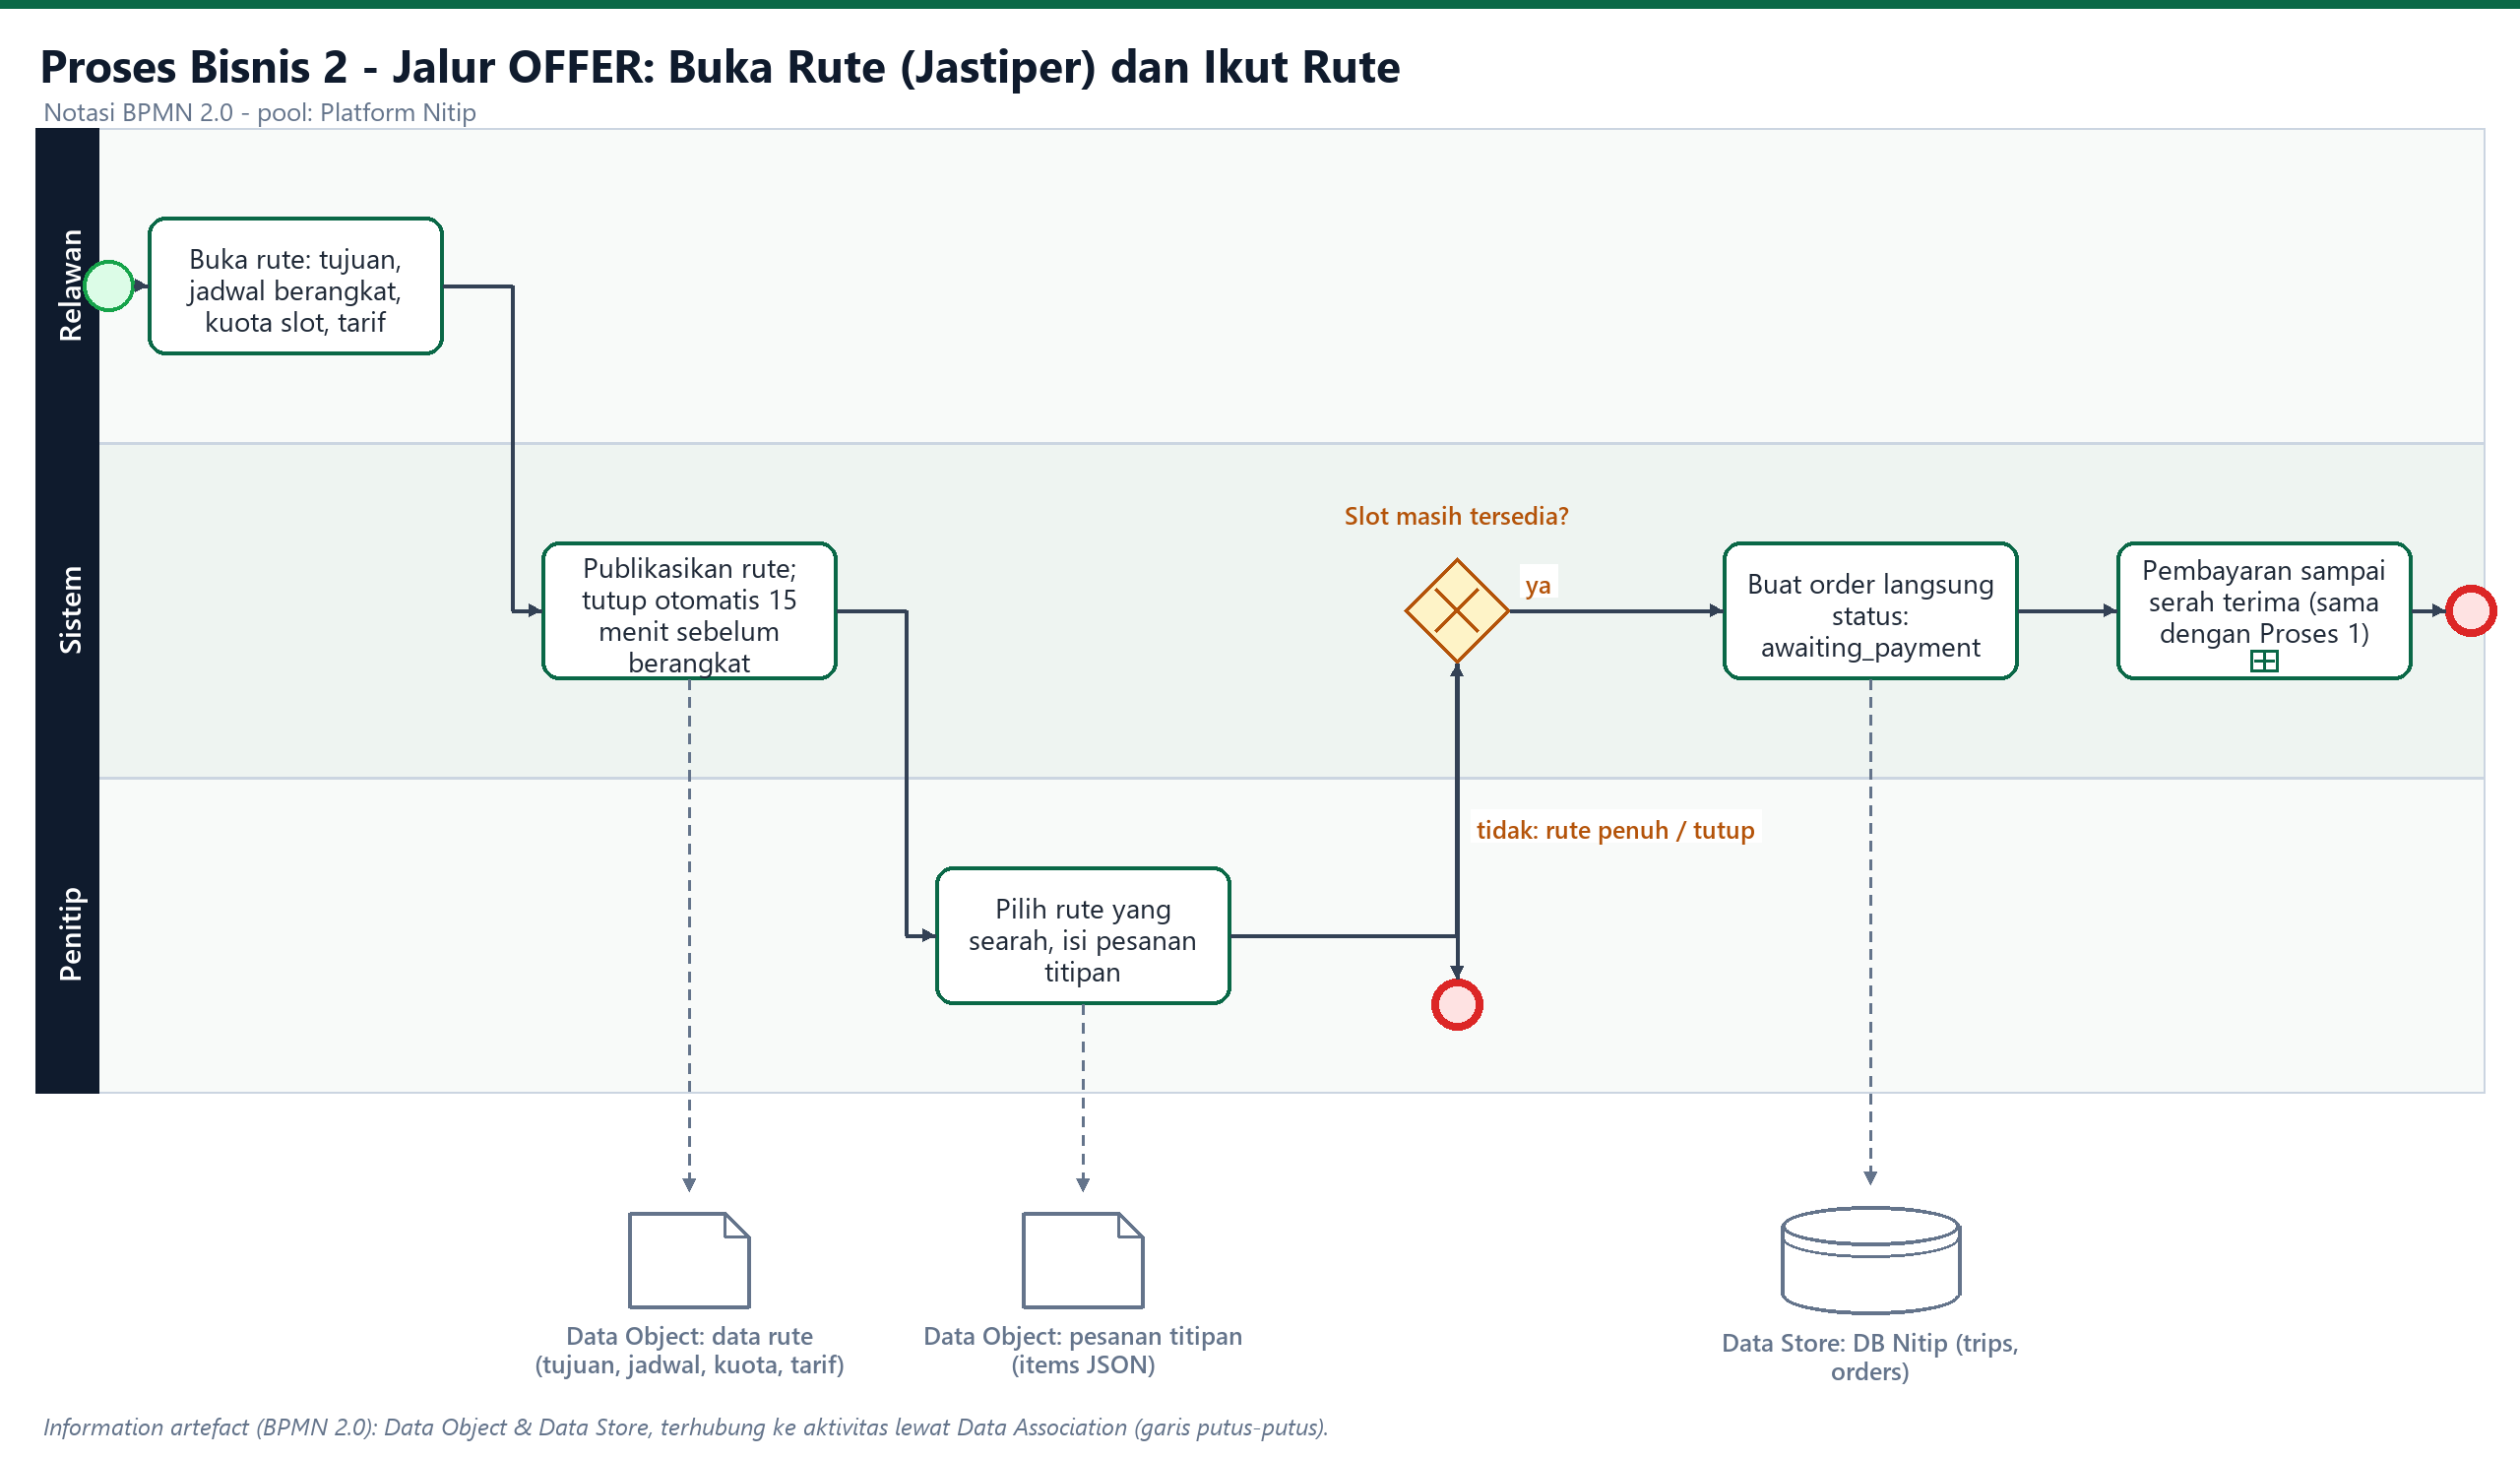 Proses Bisnis 2 - Jalur OFFER: Buka Rute (Jastiper) dan Ikut Rute
Notasi BPMN 2.0 - pool: Platform Nitip
Relawan
Buka rute: tujuan,
jadwal berangkat,
kuota slot, tarif
Sistem
Publikasikan rute;
tutup otomatis 15
menit sebelum
berangkat
Slot masih tersedia?
ya
Buat order langsung
status:
awaiting_payment
Pembayaran sampai
serah terima (sama
dengan Proses 1)
tidak: rute penuh / tutup
Penitip
Pilih rute yang
searah, isi pesanan
titipan
Data Object: data rute
(tujuan, jadwal, kuota, tarif)
Data Object: pesanan titipan
(items JSON)
Data Store: DB Nitip (trips,
orders)
Information artefact (BPMN 2.0): Data Object & Data Store, terhubung ke aktivitas lewat Data Association (garis putus-putus).